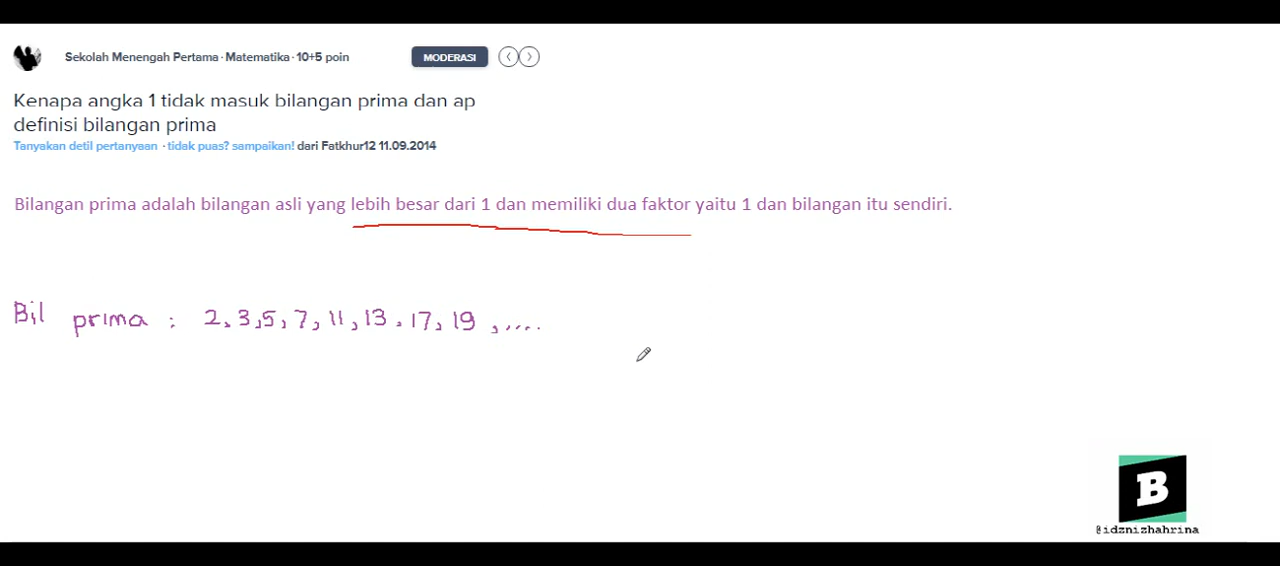 Sekolah Menengah Pertama · Matematika · 10+5 poin
MODERASI
Kenapa angka 1 tidak masuk bilangan prima dan ap
definisi bilangan prima
Tanyakan detil pertanyaan · tidak puas? sampaikan! dari Fatkhur12 11.09.2014
Bilangan prima adalah bilangan asli yang lebih besar dari 1 dan memiliki dua faktor yaitu 1 dan bilangan itu sendiri.
Bil prima : 2, 3, 5, 7, 11, 13, 17, 19, ....
B
Bidznizhahrina